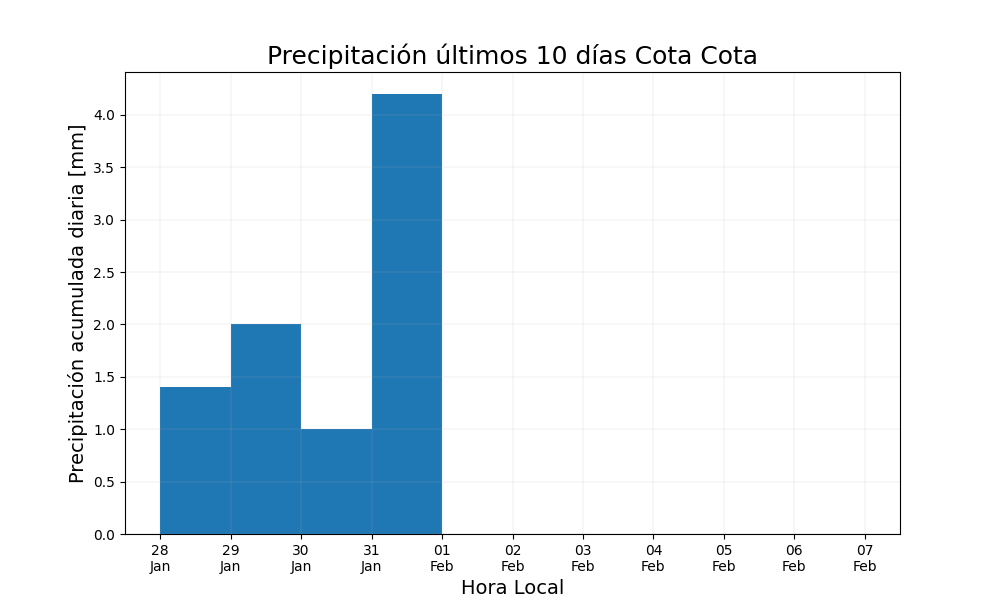 Precipitación últimos 10 días Cota Cota
Precipitación acumulada diaria [mm]
4.0
3.5
3.0
2.5
2.0
1.5
1.0
0.5
0.0
28 29 30 31 01 02 03 04 05 06 07
Jan Jan Jan Jan Feb Feb Feb Feb Feb Feb Feb
Hora Local